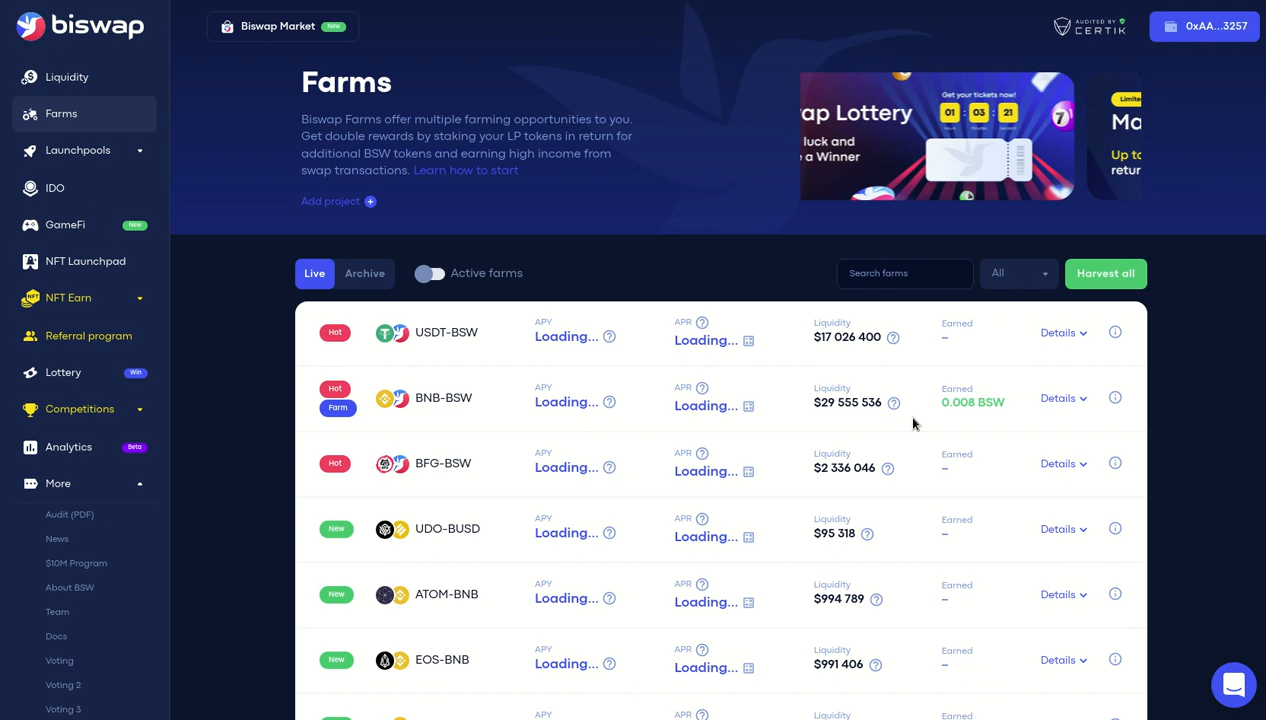 biswap
Biswap Market New
AUDITED BY
CERTIK
0xAA...3257
Liquidity
Farms
Launchpools
IDO
GameFi New
NFT Launchpad
NFT
NFT Earn
Referral program
Lottery Win
Competitions
Analytics Beta
More
Audit (PDF)
News
$10M Program
About BSW
Team
Docs
Voting
Voting 2
Voting 3
Farms
Biswap Farms offer multiple farming opportunities to you.
Get double rewards by staking your LP tokens in return for
additional BSW tokens and earning high income from
swap transactions. Learn how to start
Add project
ap Lottery
luck and
e a Winner
Get your tickets now!
01 : 03 : 21
Hours Minutes Seconds
7
Limite
Ma
Up to
retur
Live
Archive
Active farms
Search farms
All
Harvest all
Hot
USDT-BSW
APY
Loading...
APR
Loading...
Liquidity
$17 026 400
Earned
–
Details
Hot
Farm
BNB-BSW
APY
Loading...
APR
Loading...
Liquidity
$29 555 536
Earned
0.008 BSW
Details
Hot
BFG-BSW
APY
Loading...
APR
Loading...
Liquidity
$2 336 046
Earned
–
Details
New
UDO-BUSD
APY
Loading...
APR
Loading...
Liquidity
$95 318
Earned
–
Details
New
ATOM-BNB
APY
Loading...
APR
Loading...
Liquidity
$994 789
Earned
–
Details
New
EOS-BNB
APY
Loading...
APR
Loading...
Liquidity
$991 406
Earned
–
Details
APY
APR
Liquidity
Earned